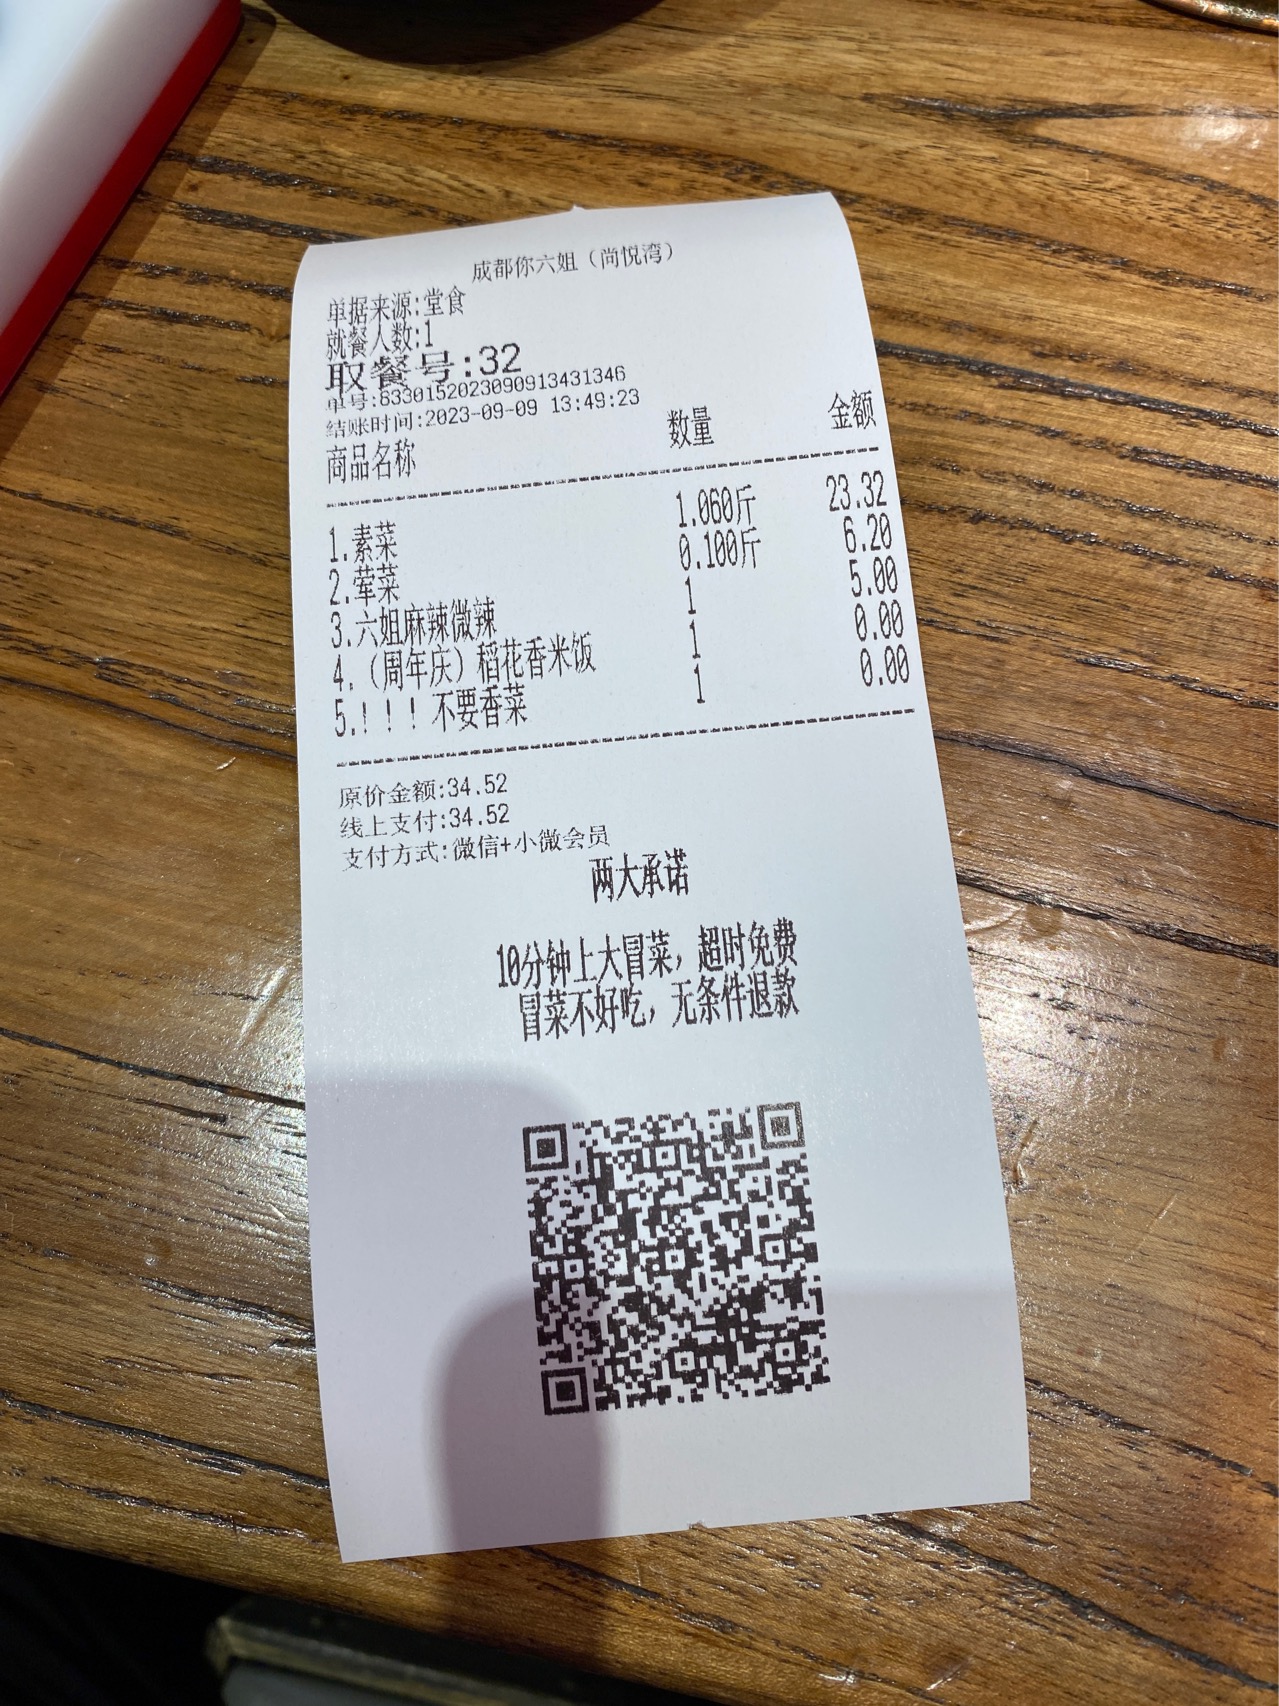 成都你六姐（尚悦湾）
单据来源:堂食
就餐人数:1
取餐号:32
单号:8330152023090913431346
结账时间:2023-09-09 13:49:23
商品名称 数量 金额
1.素菜 1.060斤 23.32
2.荤菜 0.100斤 6.20
3.六姐麻辣微辣 1 5.00
4.（周年庆）稻花香米饭 1 0.00
5.！！！不要香菜 1 0.00
原价金额:34.52
线上支付:34.52
支付方式:微信+小微会员
两大承诺
10分钟上大冒菜，超时免费
冒菜不好吃，无条件退款